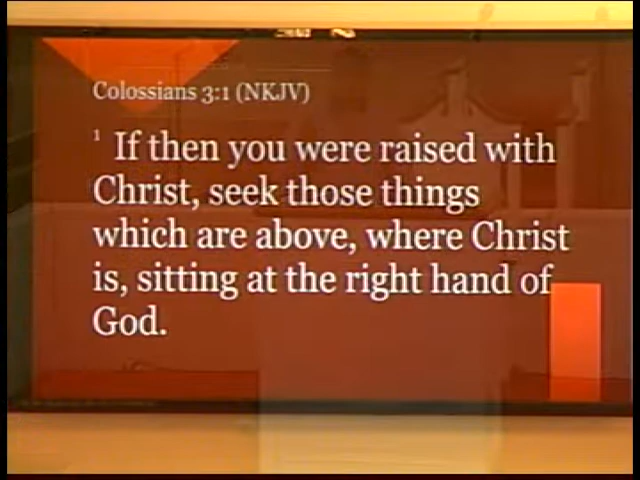 Colossians 3:1 (NKJV)
1 If then you were raised with
Christ, seek those things
which are above, where Christ
is, sitting at the right hand of
God.